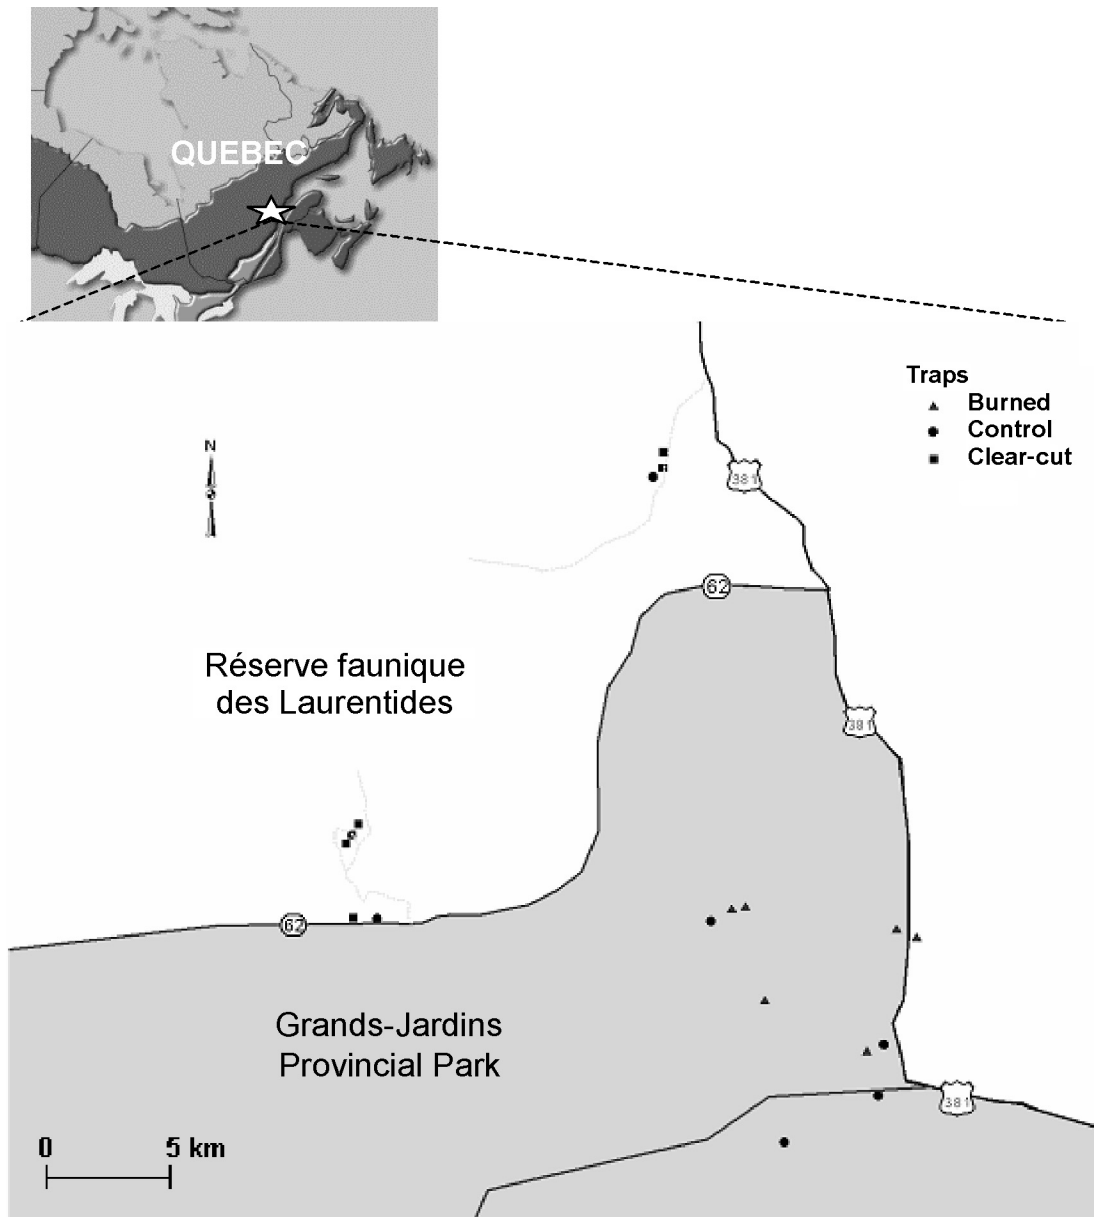 QUEBEC
Traps
Burned
Control
Clear-cut
N
381
62
Réserve faunique
des Laurentides
381
62
Grands-Jardins
Provincial Park
381
0 5 km